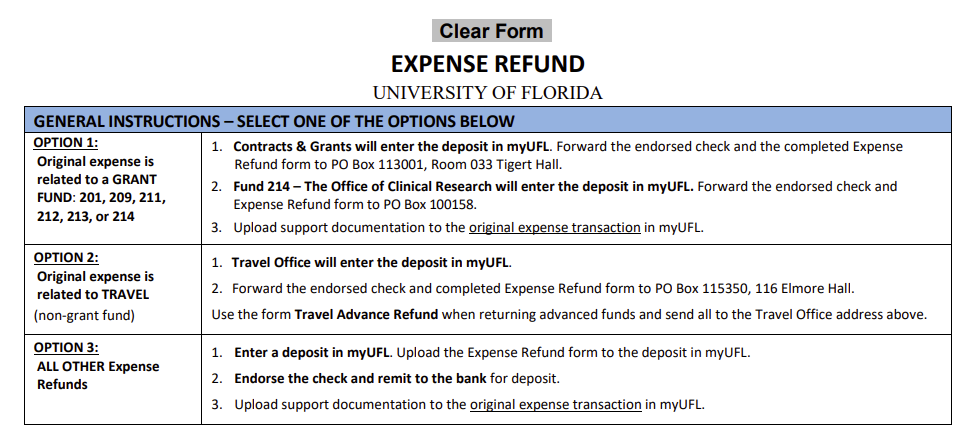 Clear Form
EXPENSE REFUND
UNIVERSITY OF FLORIDA
GENERAL INSTRUCTIONS – SELECT ONE OF THE OPTIONS BELOW
OPTION 1:
Original expense is
related to a GRANT
FUND: 201, 209, 211,
212, 213, or 214
1. Contracts & Grants will enter the deposit in myUFL. Forward the endorsed check and the completed Expense
Refund form to PO Box 113001, Room 033 Tigert Hall.
2. Fund 214 – The Office of Clinical Research will enter the deposit in myUFL. Forward the endorsed check and
Expense Refund form to PO Box 100158.
3. Upload support documentation to the original expense transaction in myUFL.
OPTION 2:
Original expense is
related to TRAVEL
(non-grant fund)
1. Travel Office will enter the deposit in myUFL.
2. Forward the endorsed check and completed Expense Refund form to PO Box 115350, 116 Elmore Hall.
Use the form Travel Advance Refund when returning advanced funds and send all to the Travel Office address above.
OPTION 3:
ALL OTHER Expense
Refunds
1. Enter a deposit in myUFL. Upload the Expense Refund form to the deposit in myUFL.
2. Endorse the check and remit to the bank for deposit.
3. Upload support documentation to the original expense transaction in myUFL.